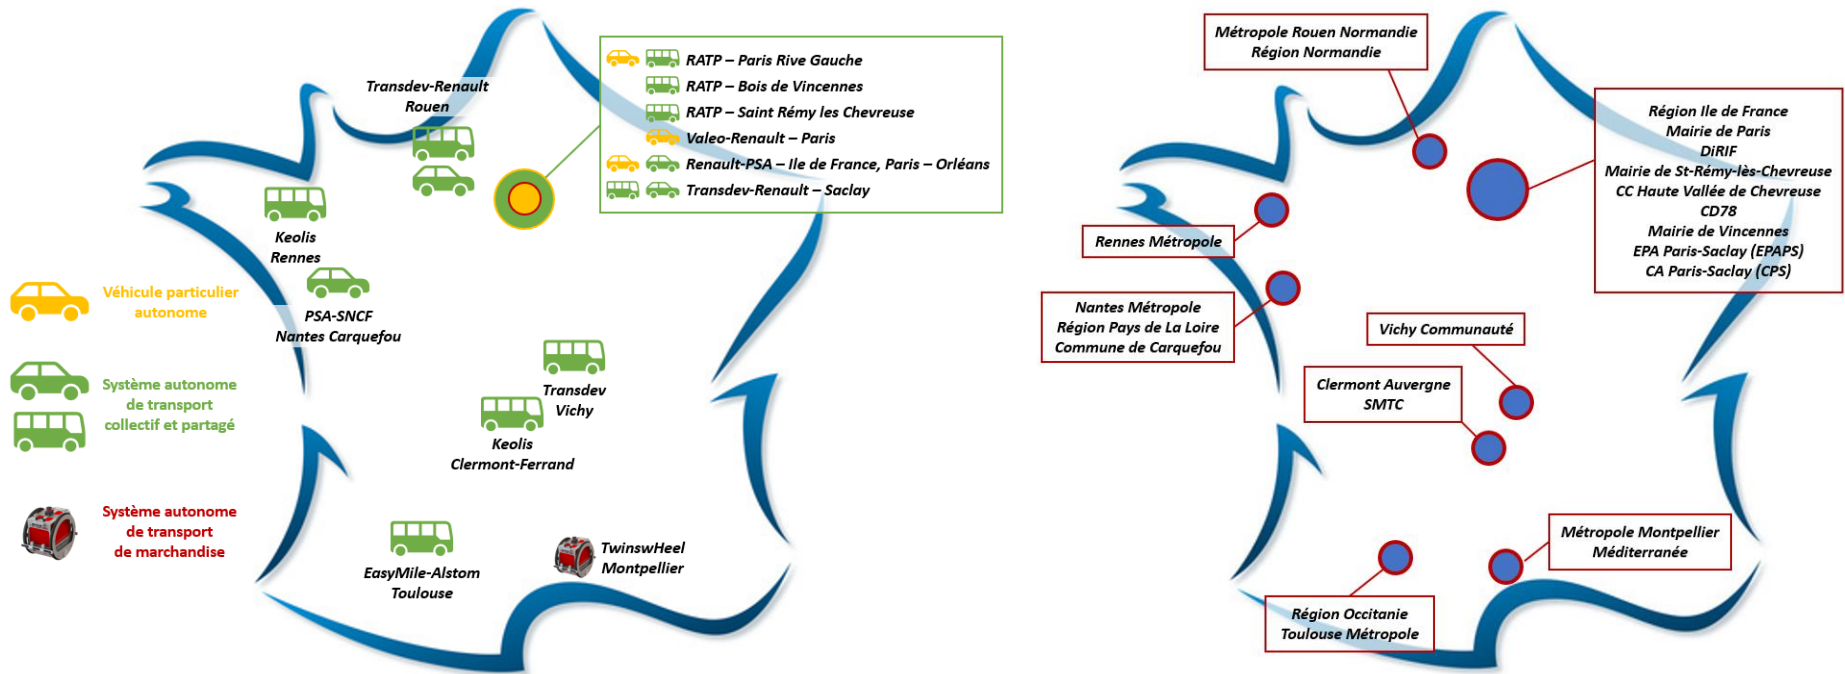 Transdev-Renault
Rouen
RATP – Paris Rive Gauche
RATP – Bois de Vincennes
RATP – Saint Rémy les Chevreuse
Valeo-Renault – Paris
Renault-PSA – Ile de France, Paris – Orléans
Transdev-Renault – Saclay
Keolis
Rennes
PSA-SNCF
Nantes Carquefou
Véhicule particulier
autonome
Système autonome
de transport
collectif et partagé
Système autonome
de transport
de marchandise
Transdev
Vichy
Keolis
Clermont-Ferrand
EasyMile-Alstom
Toulouse
TwinswHeel
Montpellier
Métropole Rouen Normandie
Région Normandie
Région Ile de France
Mairie de Paris
DiRIF
Mairie de St-Rémy-lès-Chevreuse
CC Haute Vallée de Chevreuse
CD78
Mairie de Vincennes
EPA Paris-Saclay (EPAPS)
CA Paris-Saclay (CPS)
Rennes Métropole
Nantes Métropole
Région Pays de La Loire
Commune de Carquefou
Vichy Communauté
Clermont Auvergne
SMTC
Métropole Montpellier
Méditerranée
Région Occitanie
Toulouse Métropole